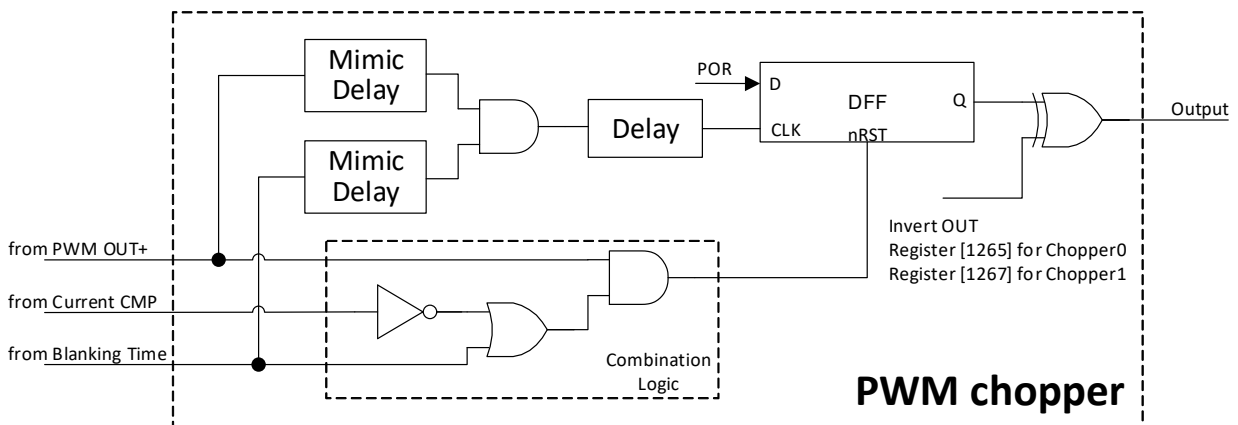 Mimic
Delay
POR
D
DFF
Q
CLK
nRST
Delay
Output
Mimic
Delay
Invert OUT
Register [1265] for Chopper0
Register [1267] for Chopper1
from PWM OUT+
from Current CMP
from Blanking Time
Combination
Logic
PWM chopper